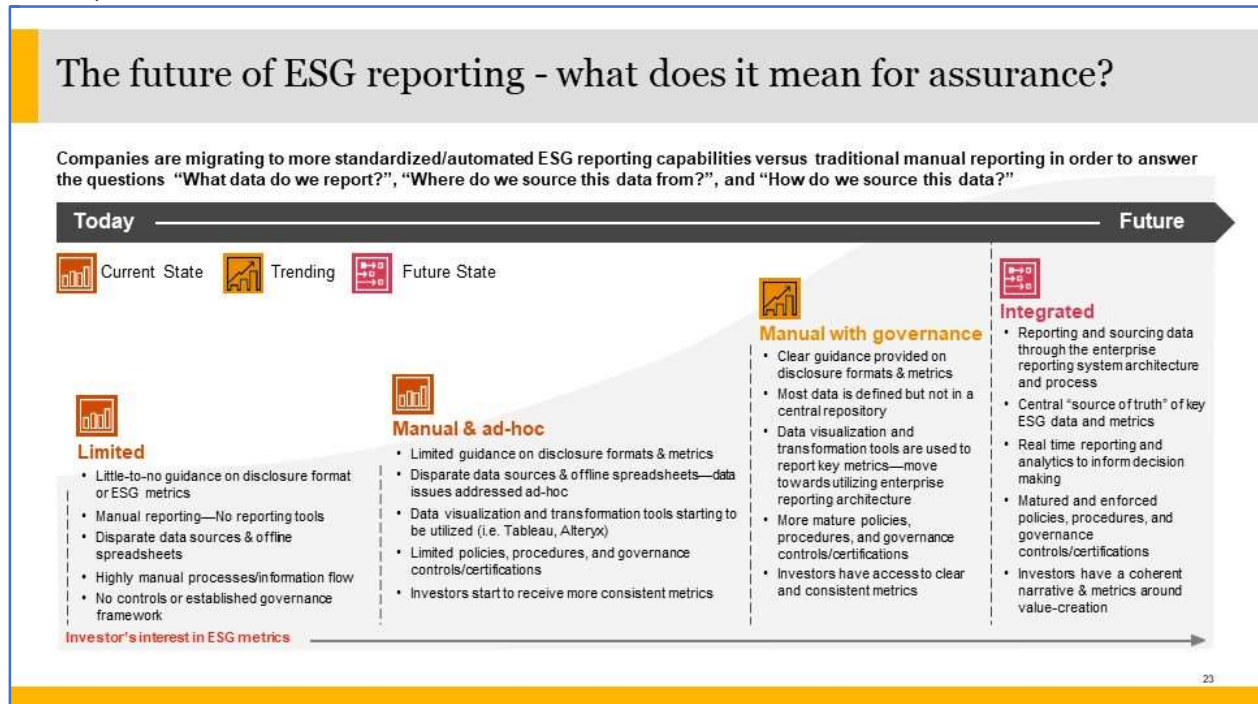 The future of ESG reporting - what does it mean for assurance?
Companies are migrating to more standardized/automated ESG reporting capabilities versus traditional manual reporting in order to answer
the questions “What data do we report?”, “Where do we source this data from?”, and “How do we source this data?”
Today
Future
Current State
Trending
Future State
Limited
• Little-to-no guidance on disclosure format
or ESG metrics
• Manual reporting—No reporting tools
• Disparate data sources & offline
spreadsheets
• Highly manual processes/information flow
• No controls or established governance
framework
Manual & ad-hoc
• Limited guidance on disclosure formats & metrics
• Disparate data sources & offline spreadsheets—data
issues addressed ad-hoc
• Data visualization and transformation tools starting to
be utilized (i.e. Tableau, Alteryx)
• Limited policies, procedures, and governance
controls/certifications
• Investors start to receive more consistent metrics
Manual with governance
• Clear guidance provided on
disclosure formats & metrics
• Most data is defined but not in a
central repository
• Data visualization and
transformation tools are used to
report key metrics—move
towards utilizing enterprise
reporting architecture
• More mature policies,
procedures, and governance
controls/certifications
• Investors have access to clear
and consistent metrics
Integrated
• Reporting and sourcing data
through the enterprise
reporting system architecture
and process
• Central “source of truth” of key
ESG data and metrics
• Real time reporting and
analytics to inform decision
making
• Matured and enforced
policies, procedures, and
governance
controls/certifications
• Investors have a coherent
narrative & metrics around
value-creation
Investor's interest in ESG metrics
23